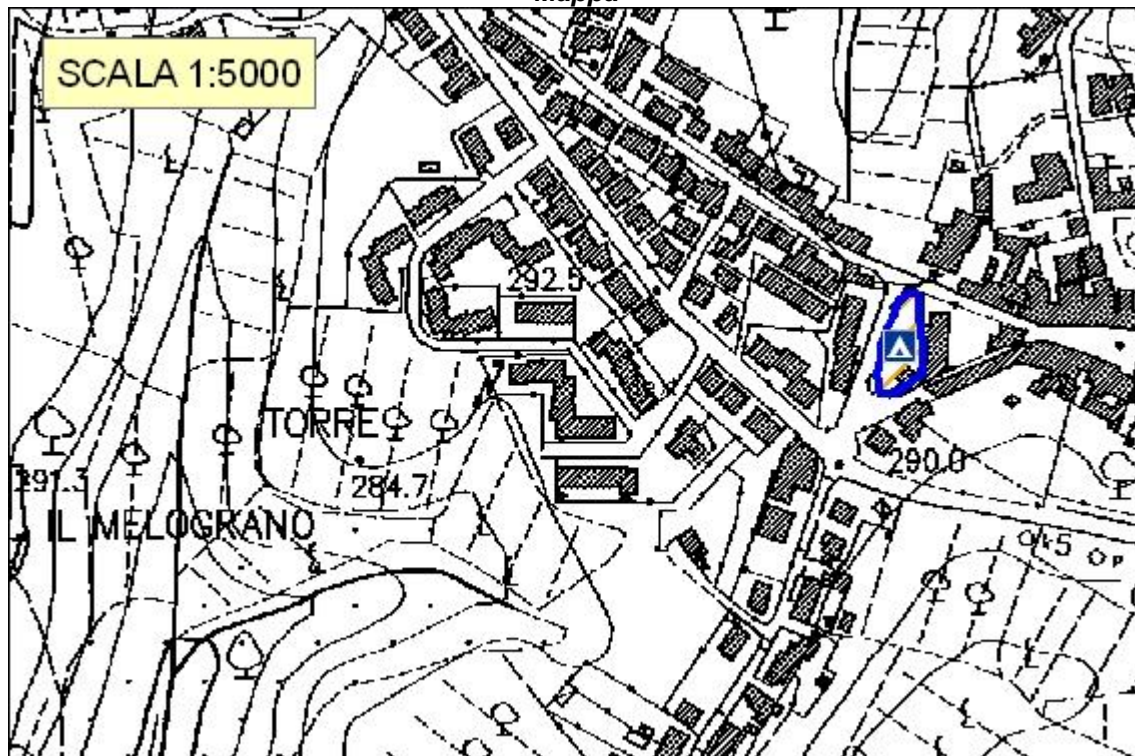 mappa
SCALA 1:5000
292.5
TORRE
290.0
291.3
284.7
IL MELOGRANO
P